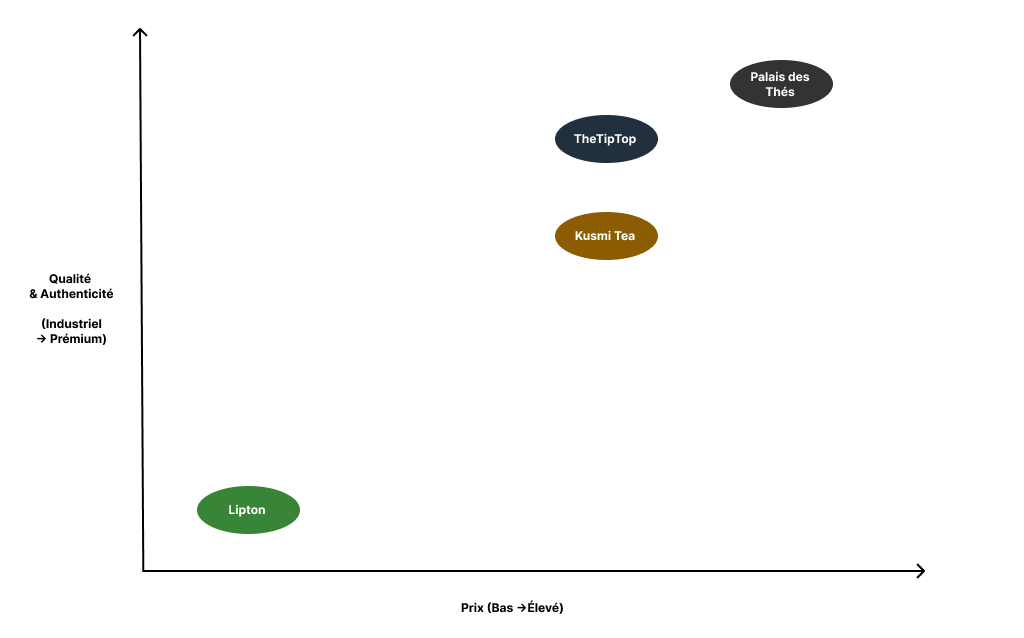 Palais des
Thés
TheTipTop
Kusmi Tea
Qualité
& Authenticité
(Industriel
→ Prémium)
Lipton
Prix (Bas →Élevé)